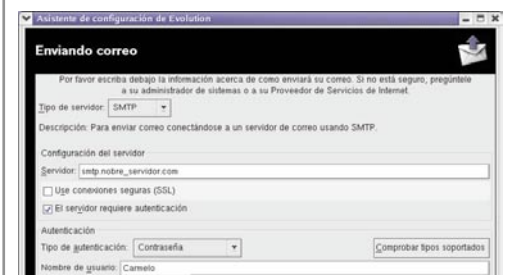 Asistente de configuración de Evolution
Enviando correo
Por favor escriba debajo la información acerca de como enviará su correo. Si no está seguro, pregúntele
a su administrador de sistemas o a su Proveedor de Servicios de Internet.
Tipo de servidor: SMTP
Descripción: Para enviar correo conectándose a un servidor de correo usando SMTP.
Configuración del servidor
Servidor: smtp.nobre_servidor.com
Use conexiones seguras (SSL)
El servidor requiere autenticación
Autenticación
Tipo de autenticación: Contraseña Comprobar tipos soportados
Nombre de usuario: Carmelo